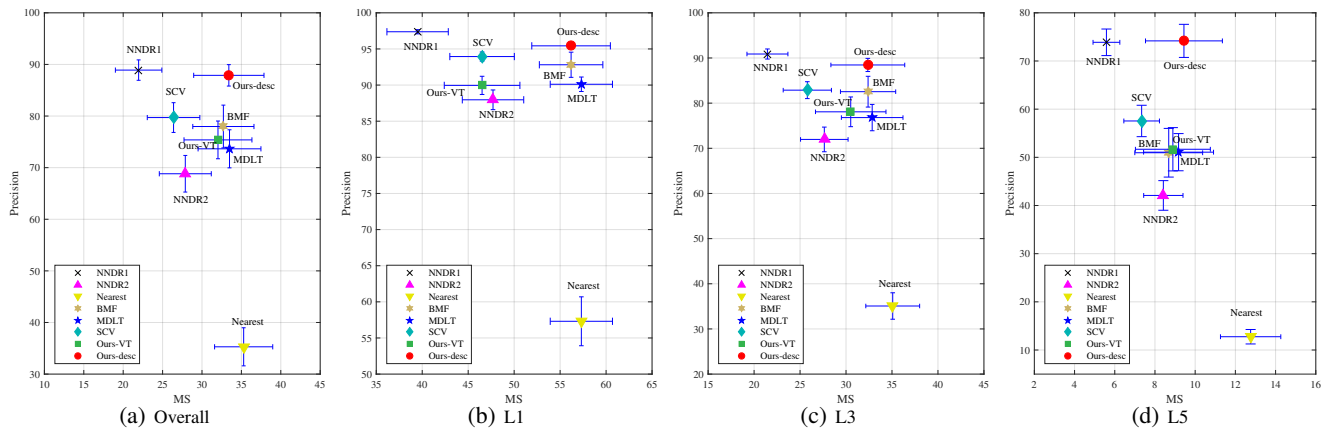 100
90
80
70
60
50
40
30
Precision
NNDR1
Ours-desc
SCV
BMF
Ours-VT
MDLT
NNDR2
Nearest
NNDR1
NNDR2
Nearest
BMF
MDLT
SCV
Ours-VT
Ours-desc
10 15 20 25 30 35 40 45
MS
(a) Overall
100
95
90
85
80
75
70
65
60
55
50
Precision
NNDR1
SCV
Ours-desc
BMF
Ours-VT
MDLT
NNDR2
Nearest
NNDR1
NNDR2
Nearest
BMF
MDLT
SCV
Ours-VT
Ours-desc
35 40 45 50 55 60 65
MS
(b) L1
100
90
80
70
60
50
40
30
20
Precision
NNDR1
Ours-desc
SCV
BMF
Ours-VT
MDLT
NNDR2
Nearest
NNDR1
NNDR2
Nearest
BMF
MDLT
SCV
Ours-VT
Ours-desc
15 20 25 30 35 40 45
MS
(c) L3
80
70
60
50
40
30
20
10
Precision
NNDR1
Ours-desc
SCV
BMF
Ours-VT
MDLT
NNDR2
Nearest
NNDR1
NNDR2
Nearest
BMF
MDLT
SCV
Ours-VT
Ours-desc
2 4 6 8 10 12 14 16
MS
(d) L5